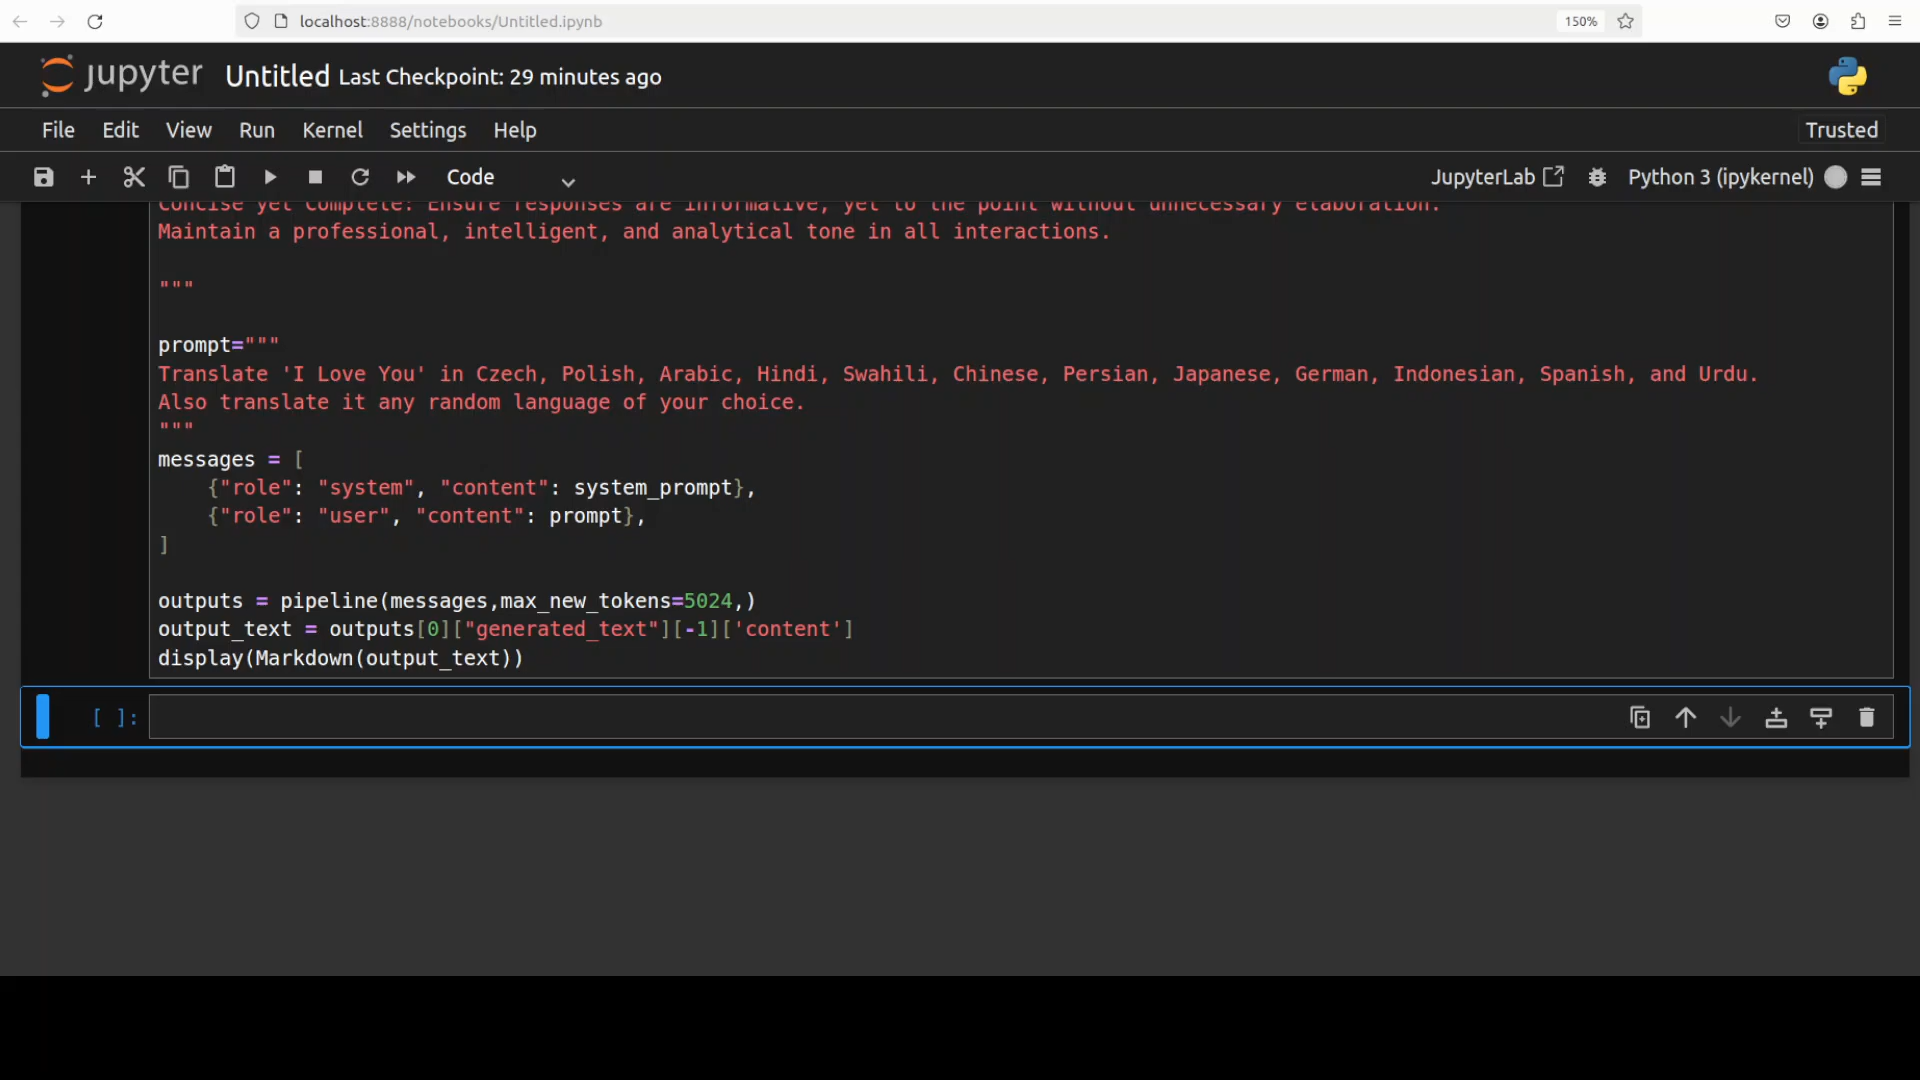 localhost:8888/notebooks/Untitled.ipynb
150%
jupyter Untitled Last Checkpoint: 29 minutes ago
File Edit View Run Kernel Settings Help
Trusted
Code
JupyterLab
Python 3 (ipykernel)
Concise yet Complete: Ensure responses are informative, yet to the point without unnecessary elaboration.
Maintain a professional, intelligent, and analytical tone in all interactions.
"""
prompt="""
Translate 'I Love You' in Czech, Polish, Arabic, Hindi, Swahili, Chinese, Persian, Japanese, German, Indonesian, Spanish, and Urdu.
Also translate it any random language of your choice.
"""
messages = [
    {"role": "system", "content": system_prompt},
    {"role": "user", "content": prompt},
]
outputs = pipeline(messages,max_new_tokens=5024,)
output_text = outputs[0]["generated_text"][-1]['content']
display(Markdown(output_text))
[ ]: